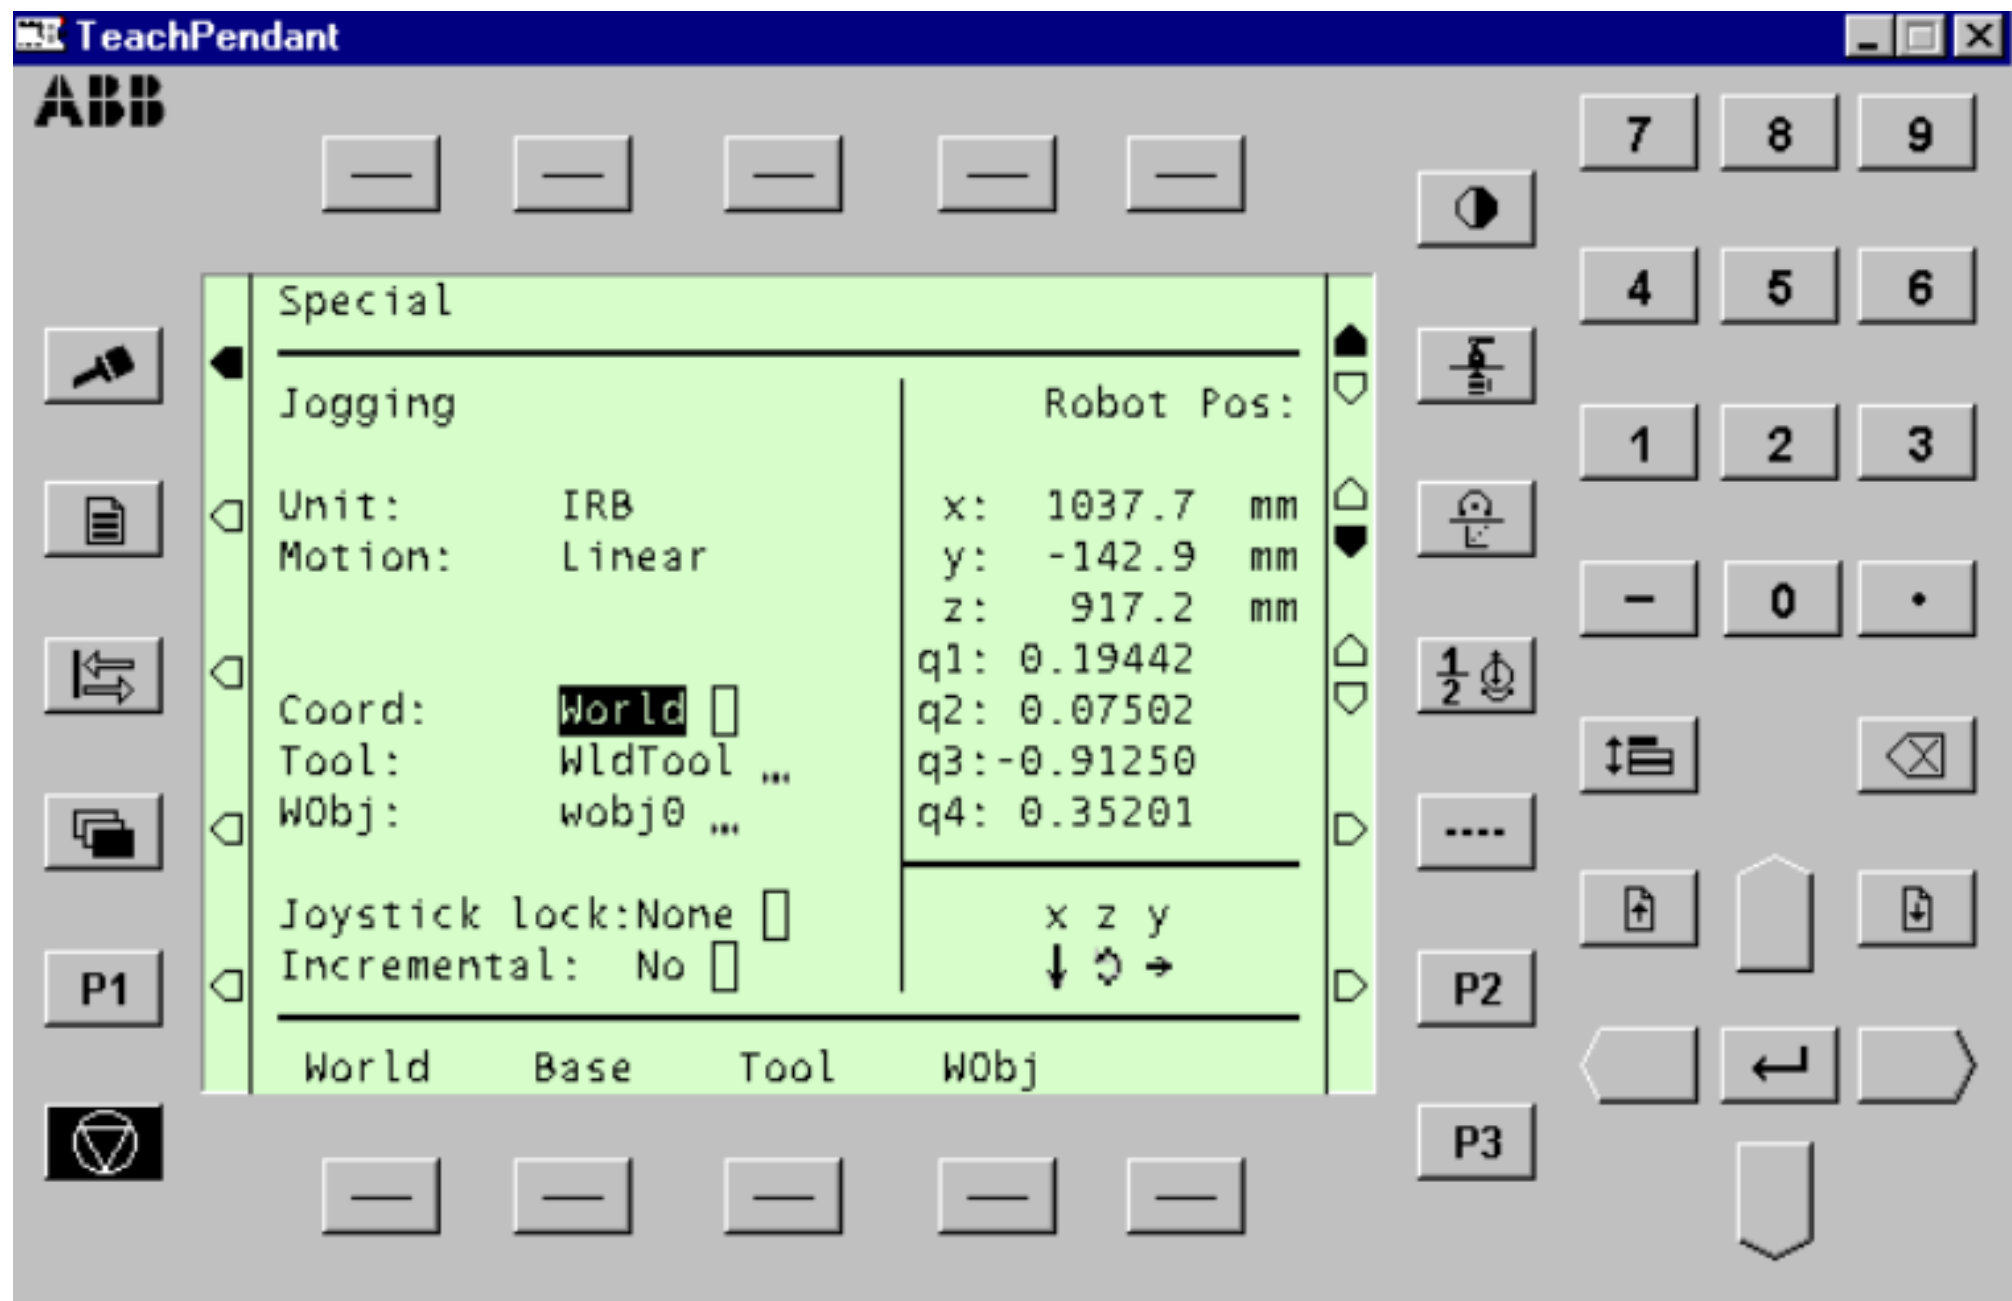 TeachPendant
ABB
7 8 9
4 5 6
1 2 3
- 0 .
Special
Jogging
Robot Pos:
Unit: IRB
x: 1037.7 mm
Motion: Linear
y: -142.9 mm
z: 917.2 mm
q1: 0.19442
Coord: World
q2: 0.07502
Tool: WldTool ...
q3:-0.91250
WObj: wobj0 ...
q4: 0.35201
Joystick lock:None
x z y
Incremental: No
World Base Tool WObj
1
2
----
P1
P2
P3